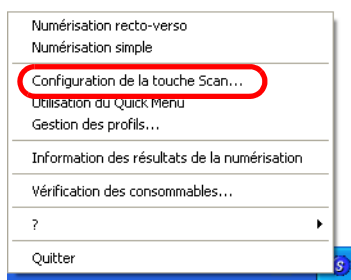 Numérisation recto-verso
Numérisation simple
Configuration de la touche Scan...
Utilisation du Quick Menu
Gestion des profils...
Information des résultats de la numérisation
Vérification des consommables...
?
Quitter
S